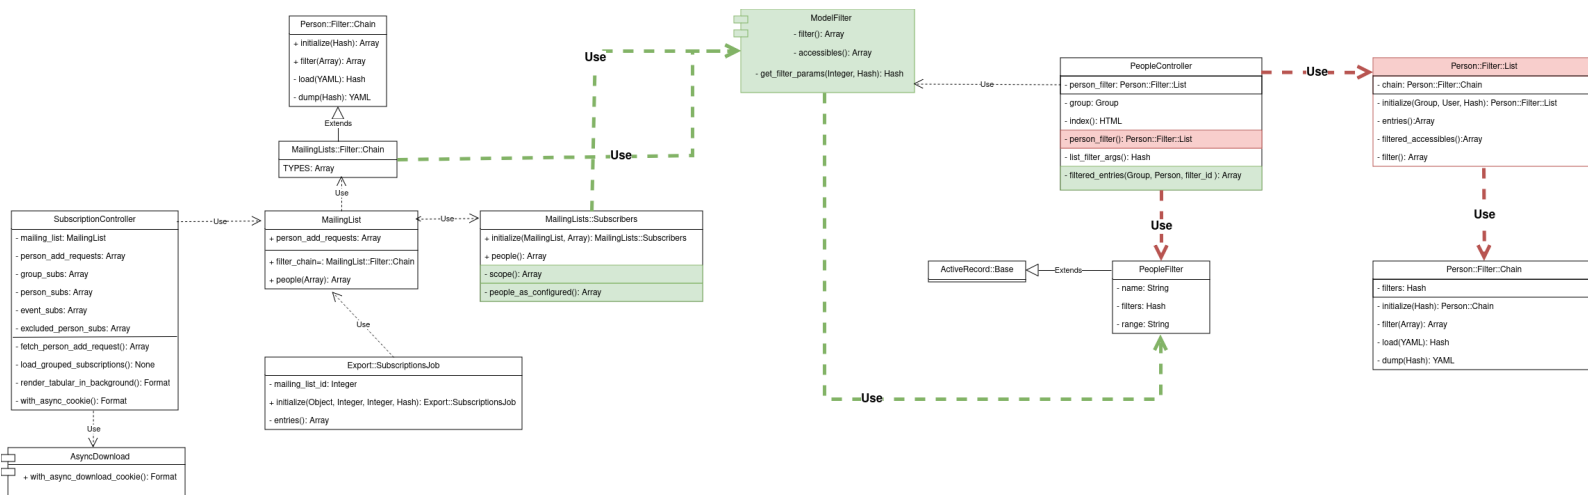 Person::Filter::Chain
+ initialize(Hash): Array
+ filter(Array): Array
- load(YAML): Hash
- dump(Hash): YAML
Extends
MailingLists::Filter::Chain
TYPES: Array
Use
SubscriptionController
- mailing_list: MailingList
- person_add_requests: Array
- group_subs: Array
- person_subs: Array
- event_subs: Array
- excluded_person_subs: Array
- fetch_person_add_request(): Array
- load_grouped_subscriptions(): None
- render_tabular_in_background(): Format
- with_async_cookie(): Format
Use
AsyncDownload
+ with_async_download_cookie(): Format
Use
MailingList
+ person_add_requests: Array
+ filter_chain=: MailingList::Filter::Chain
+ people(Array): Array
Use
MailingLists::Subscribers
+ initialize(MailingList, Array): MailingLists::Subscribers
+ people(): Array
- scope(): Array
- people_as_configured(): Array
Use
Export::SubscriptionsJob
- mailing_list_id: Integer
+ initialize(Object, Integer, Integer, Hash): Export::SubscriptionsJob
- entries(): Array
Use
Use
ModelFilter
- filter(): Array
- accessibles(): Array
- get_filter_params(Integer, Hash): Hash
Use
PeopleController
- person_filter: Person::Filter::List
- group: Group
- index(): HTML
- person_filter(): Person::Filter::List
- list_filter_args(): Hash
- filtered_entries(Group, Person, filter_id ): Array
Use
Person::Filter::List
- chain: Person::Filter::Chain
- initialize(Group, User, Hash): Person::Filter::List
- entries():Array
- filtered_accessibles():Array
- filter(): Array
Use
Use
ActiveRecord::Base
Extends
PeopleFilter
- name: String
- filters: Hash
- range: String
Person::Filter::Chain
- filters: Hash
- initialize(Hash): Person::Chain
- filter(Array): Array
- load(YAML): Hash
- dump(Hash): YAML
Use